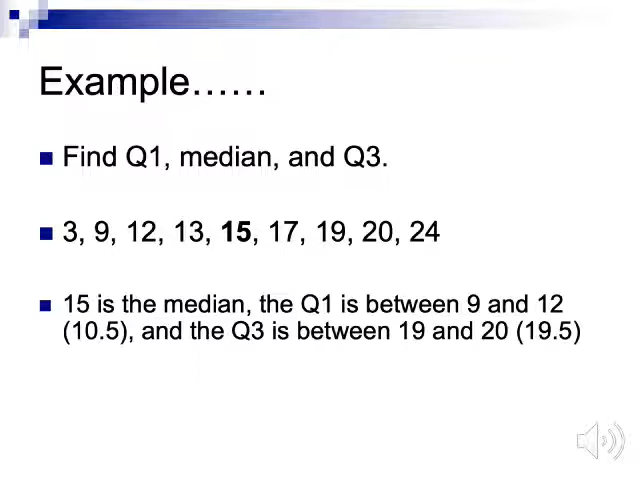 Example……
Find Q1, median, and Q3.
3, 9, 12, 13, 15, 17, 19, 20, 24
15 is the median, the Q1 is between 9 and 12
(10.5), and the Q3 is between 19 and 20 (19.5)